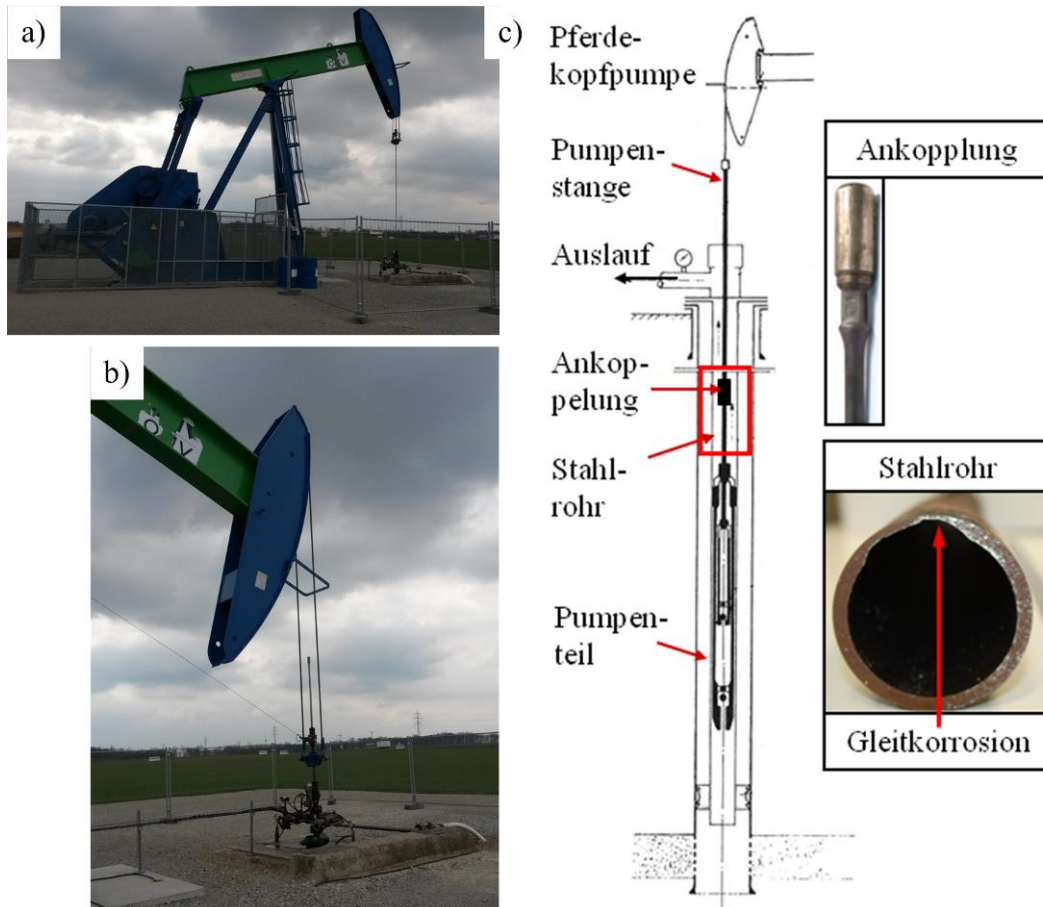 a)
b)
c)
Pferde-
kopfpumpe
Pumpen-
stange
Auslauf
Ankop-
pelung
Stahl-
rohr
Pumpen-
teil
Ankopplung
Stahlrohr
Gleitkorrosion